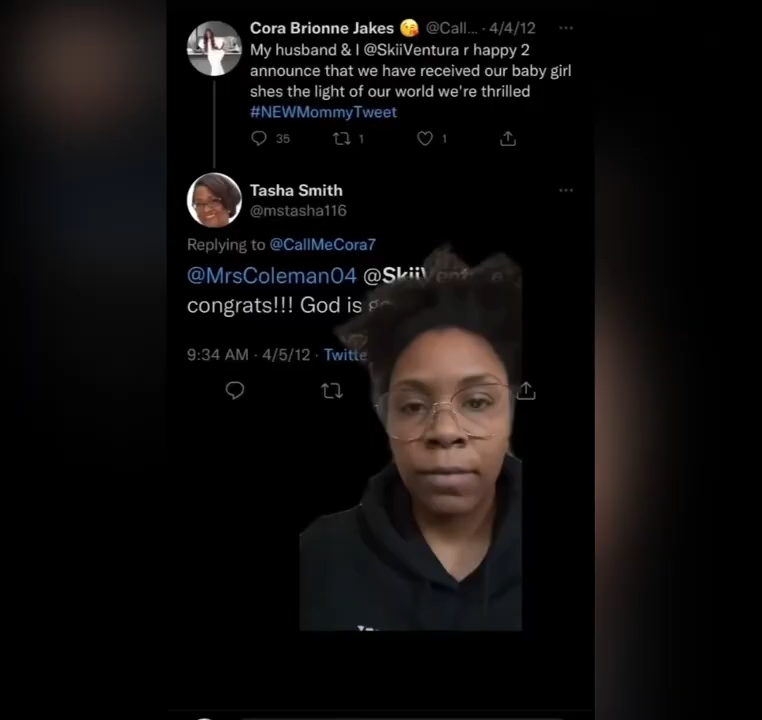 Cora Brionne Jakes 😘 @Call... · 4/4/12 ...
My husband & I @SkiiVentura r happy 2
announce that we have received our baby girl
shes the light of our world we're thrilled
#NEWMommyTweet
35 1 1
Tasha Smith ...
@mstasha116
Replying to @CallMeCora7
@MrsColeman04 @SkiiVentura
congrats!!! God is
9:34 AM · 4/5/12 · Twitte